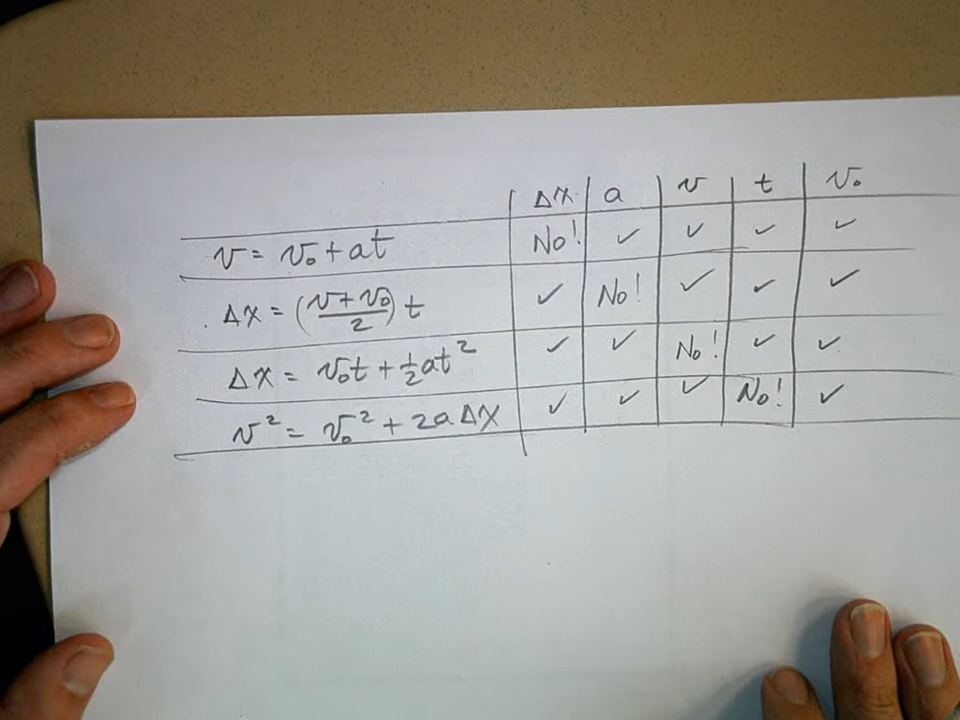 Δx a v t v₀
v = v₀ + at No! ✓ ✓ ✓ ✓
Δx = (v + v₀ / 2) t ✓ No! ✓ ✓ ✓
Δx = v₀t + ½at² ✓ ✓ No! ✓ ✓
v² = v₀² + 2aΔx ✓ ✓ ✓ No! ✓